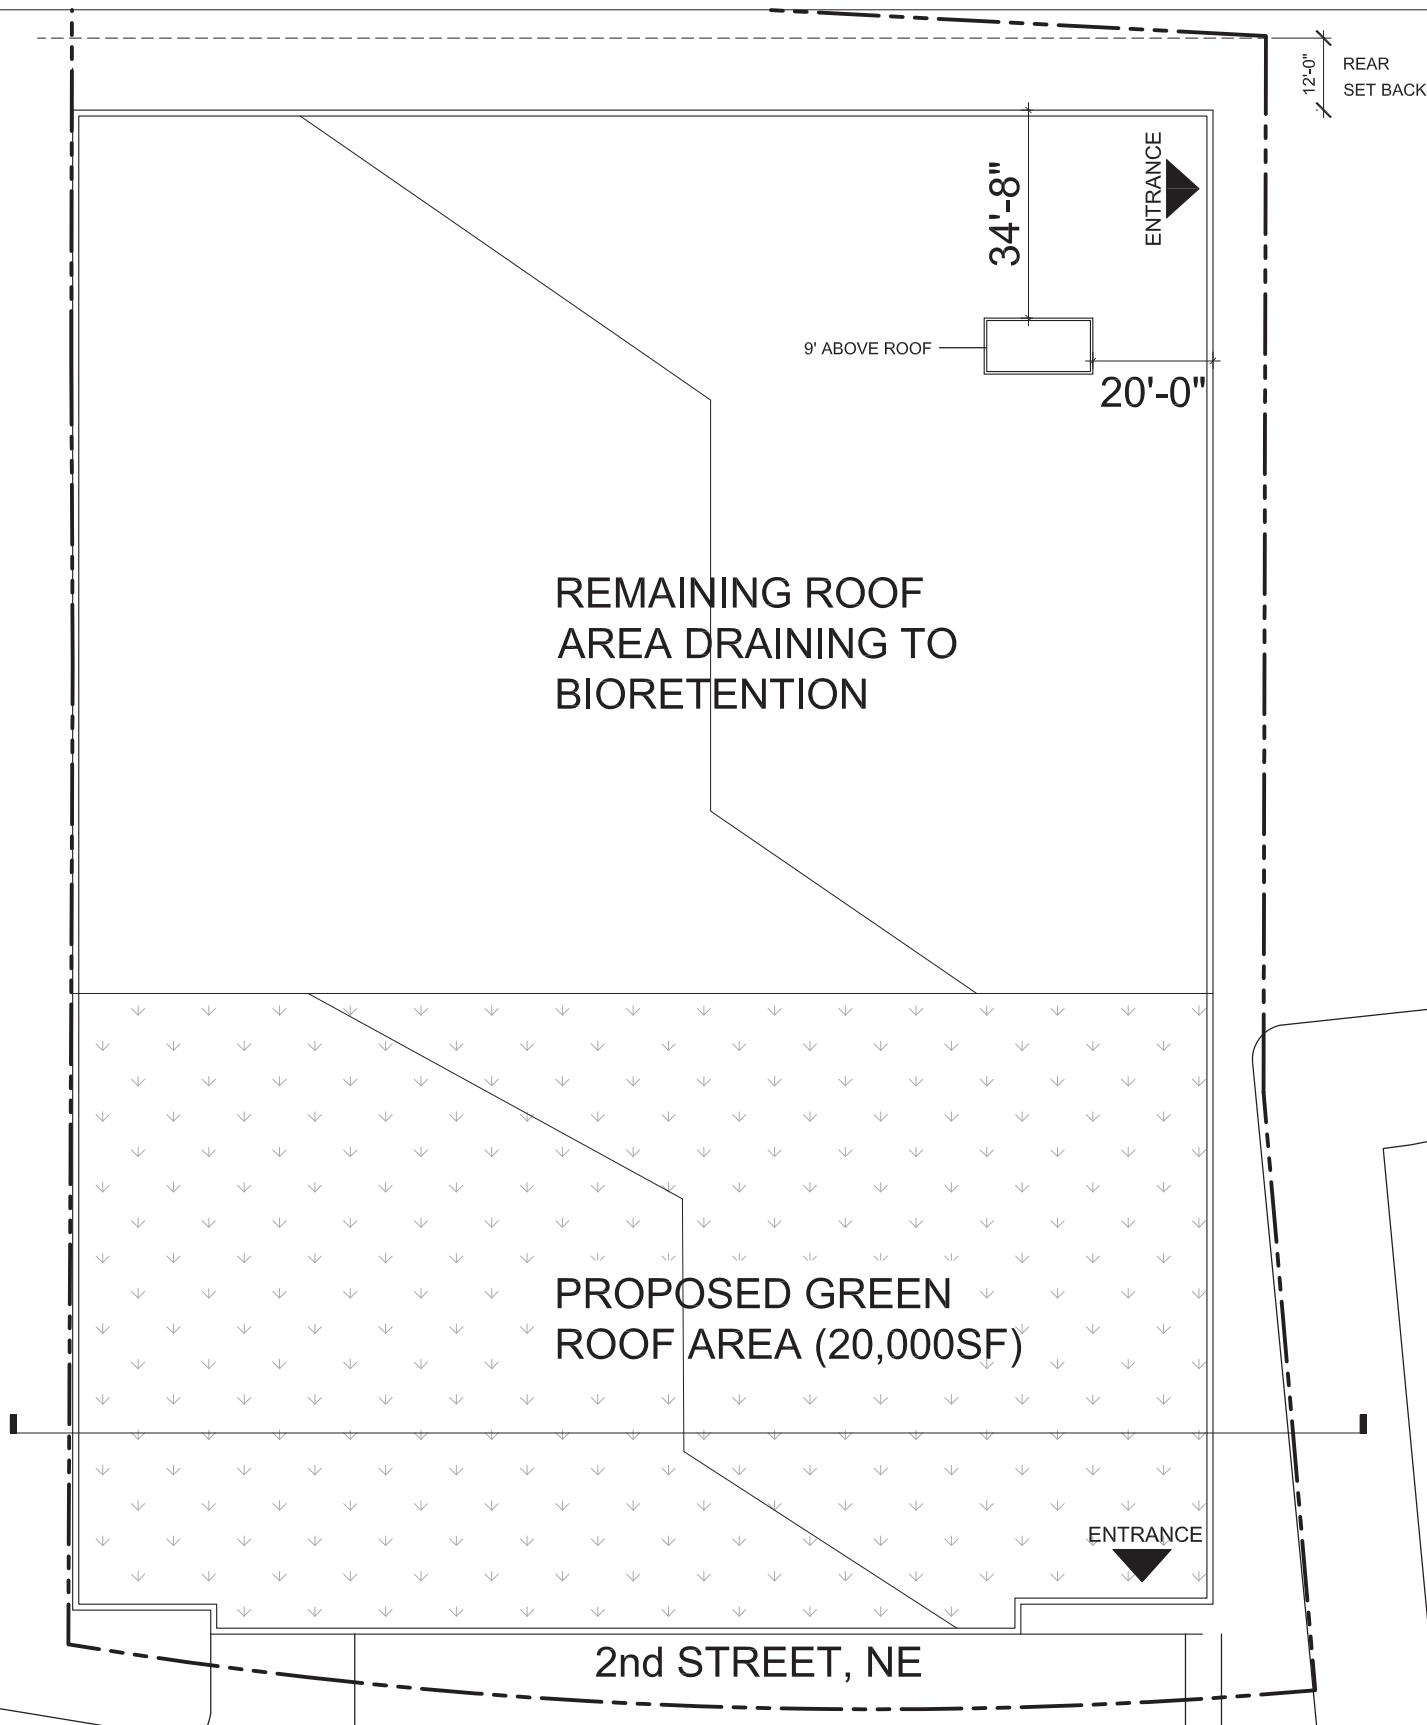 12'-0"
REAR
SET BACK
ENTRANCE
34'-8"
9' ABOVE ROOF
20'-0"
REMAINING ROOF
AREA DRAINING TO
BIORETENTION
PROPOSED GREEN
ROOF AREA (20,000SF)
ENTRANCE
2nd STREET, NE